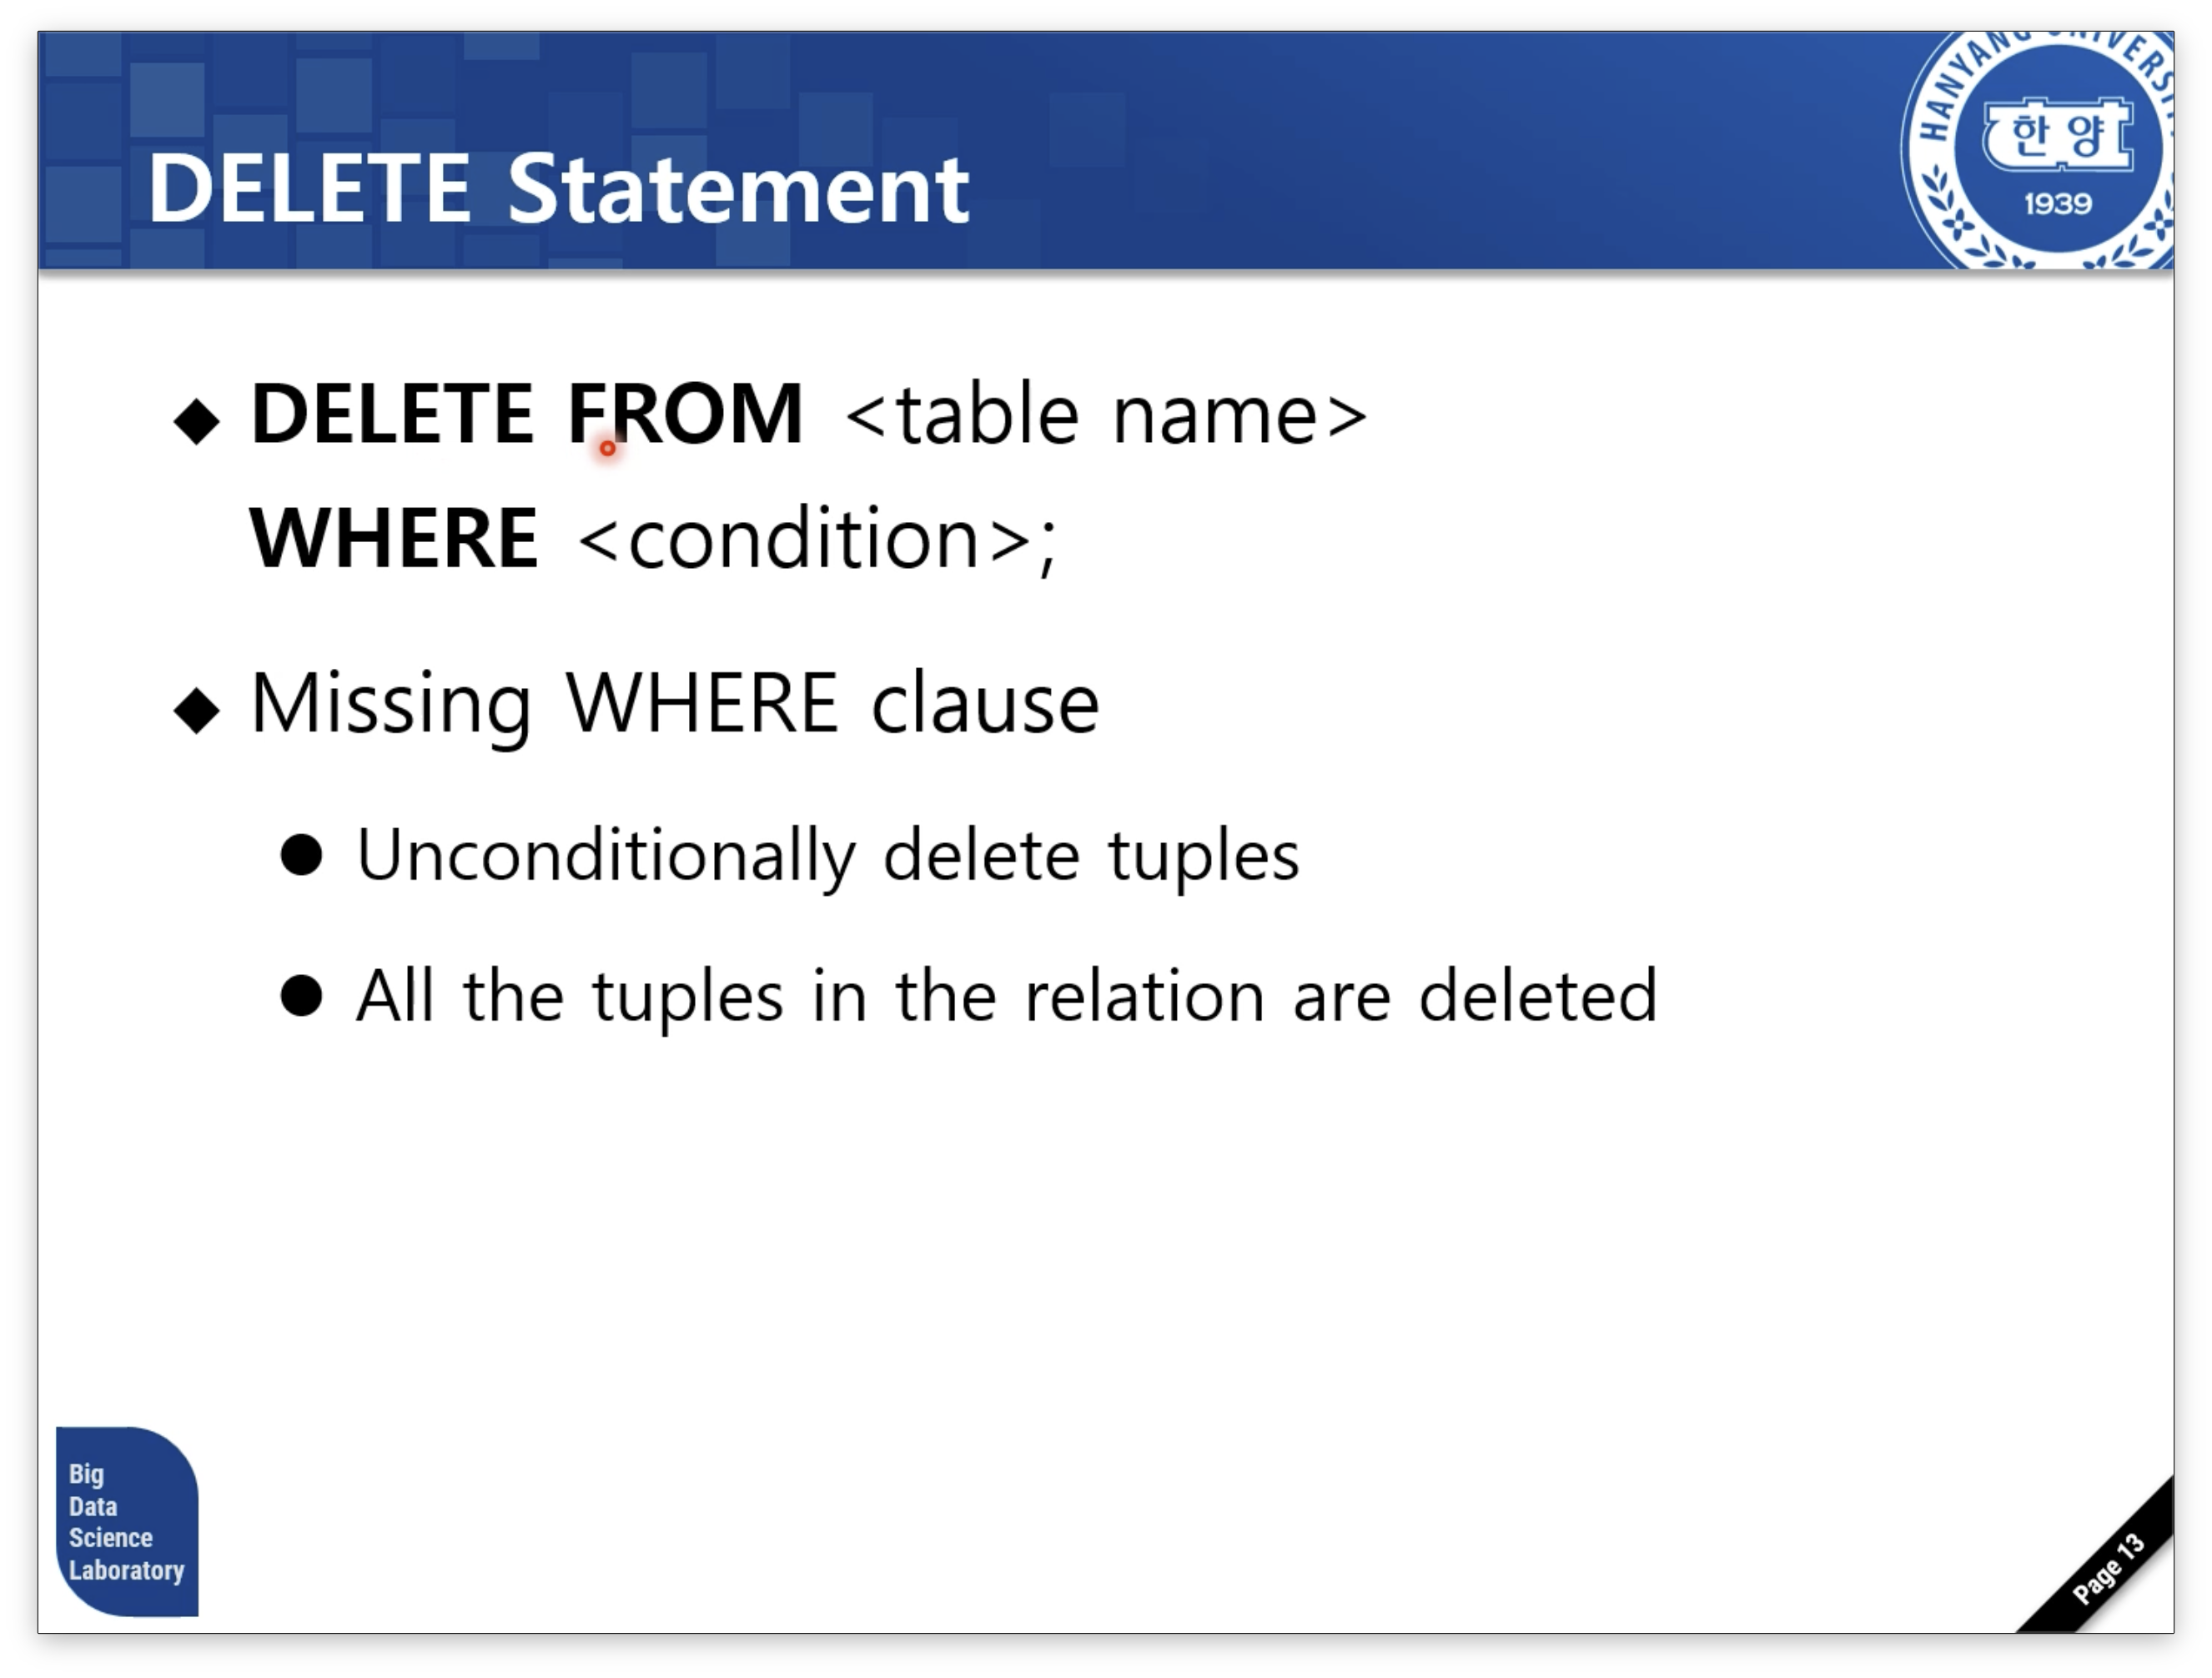 DELETE Statement
HANYANG UNIVERSI
한양
1939
DELETE FROM <table name>
WHERE <condition>;
Missing WHERE clause
Unconditionally delete tuples
All the tuples in the relation are deleted
Big
Data
Science
Laboratory
Page 13